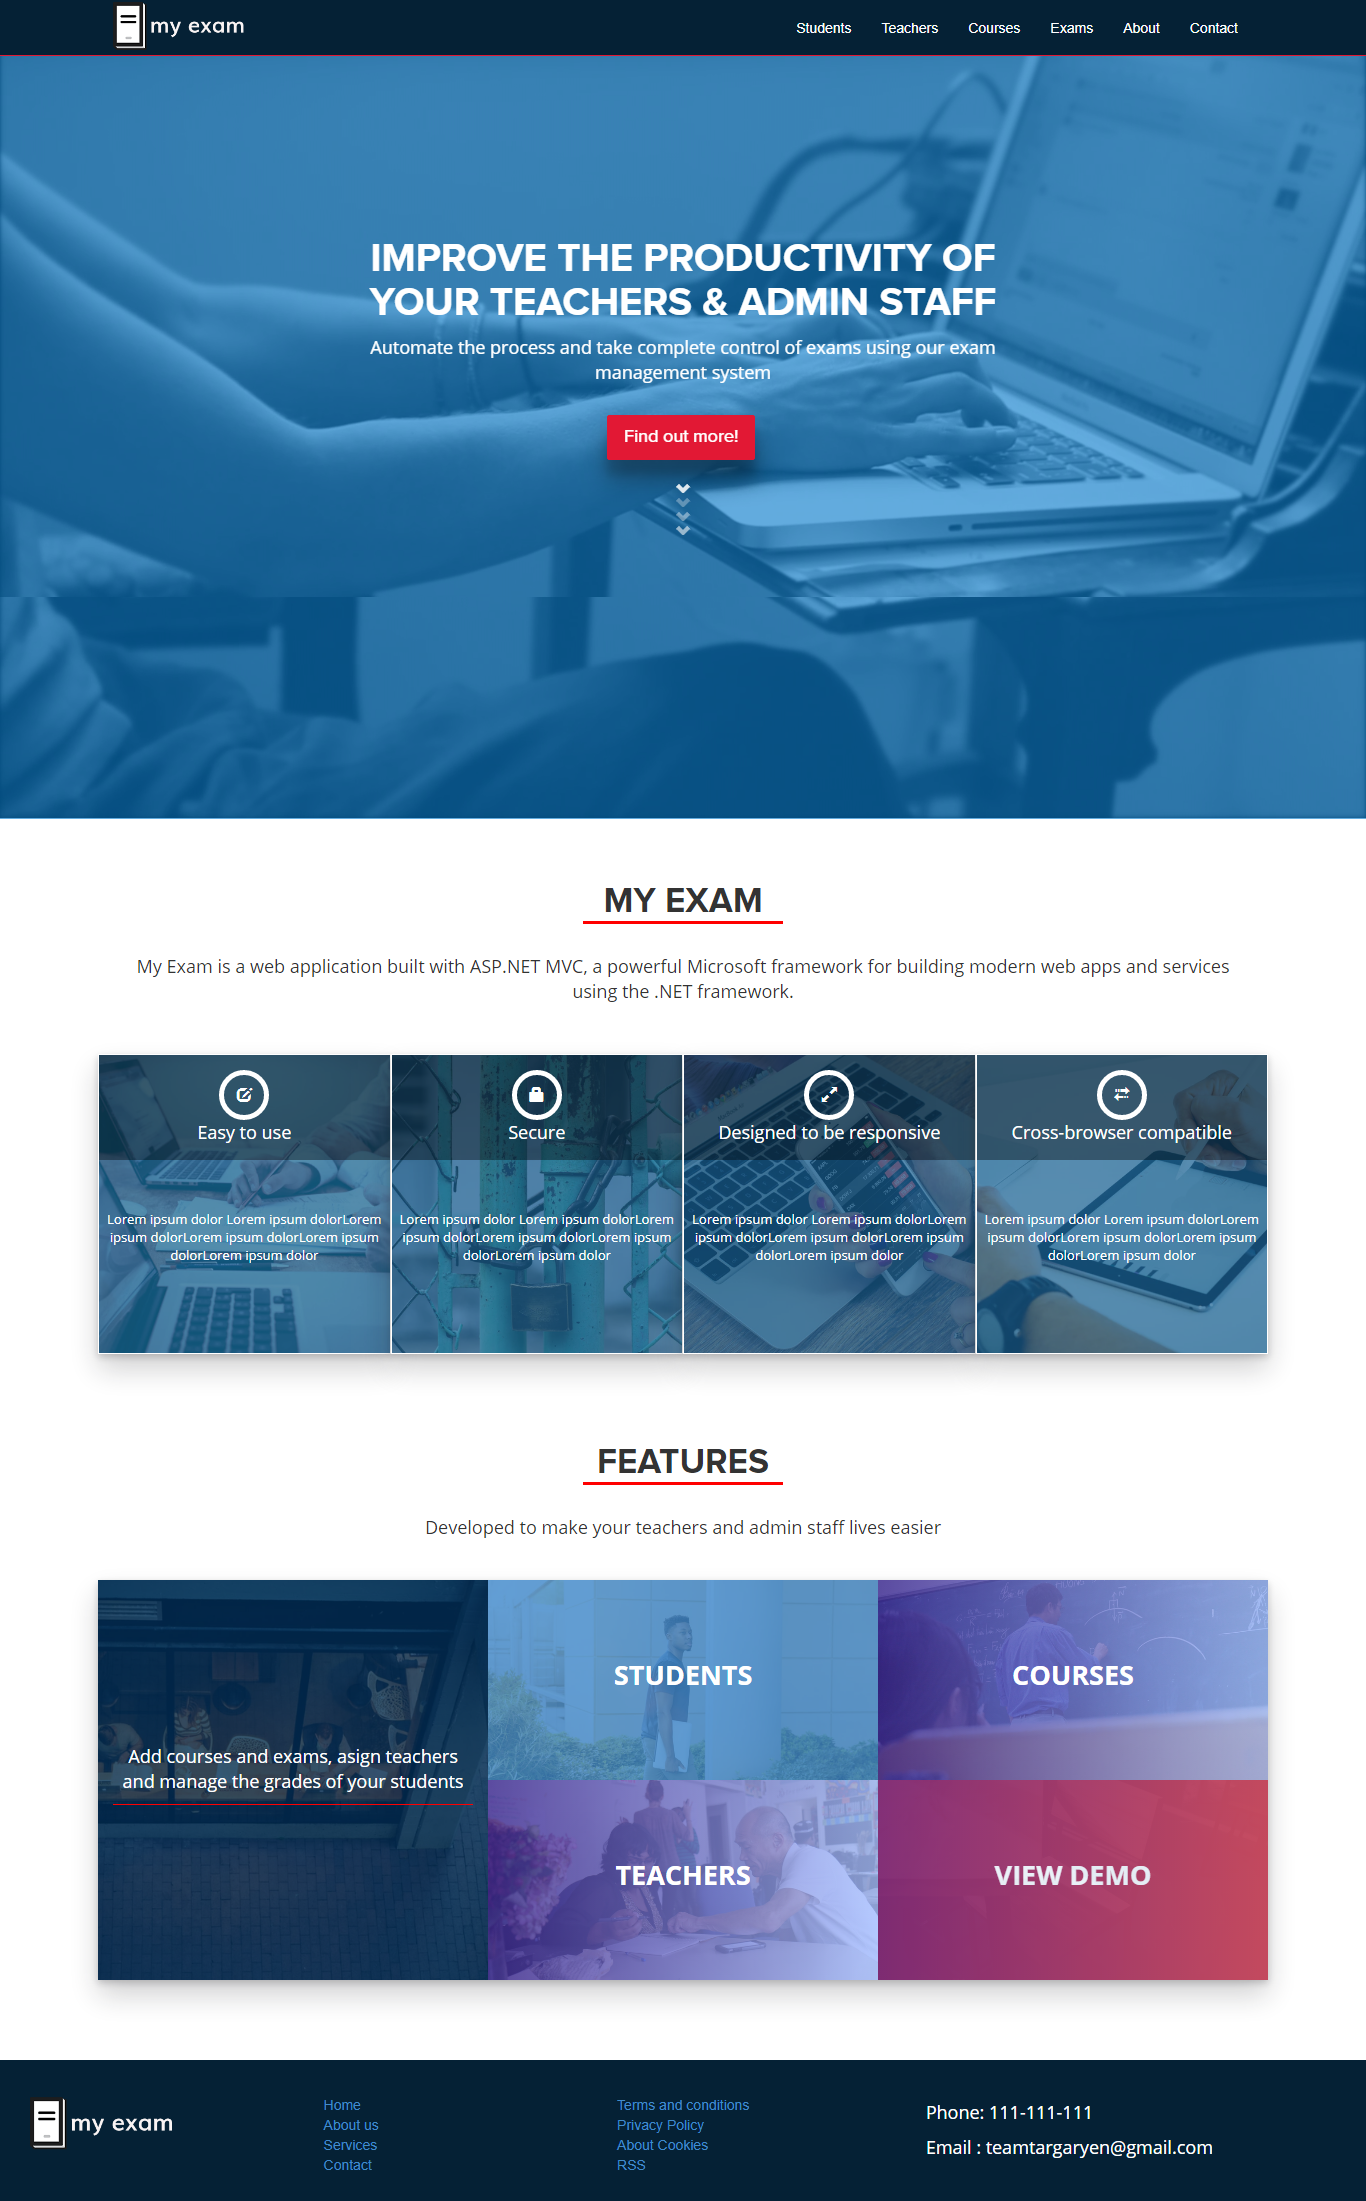 my exam
Students Teachers Courses Exams About Contact
IMPROVE THE PRODUCTIVITY OF
YOUR TEACHERS & ADMIN STAFF
Automate the process and take complete control of exams using our exam
management system
Find out more!
MY EXAM
My Exam is a web application built with ASP.NET MVC, a powerful Microsoft framework for building modern web apps and services
using the .NET framework.
Easy to use
Lorem ipsum dolor Lorem ipsum dolorLorem
ipsum dolorLorem ipsum dolorLorem ipsum
dolorLorem ipsum dolor
Secure
Lorem ipsum dolor Lorem ipsum dolorLorem
ipsum dolorLorem ipsum dolorLorem ipsum
dolorLorem ipsum dolor
Designed to be responsive
Lorem ipsum dolor Lorem ipsum dolorLorem
ipsum dolorLorem ipsum dolorLorem ipsum
dolorLorem ipsum dolor
Cross-browser compatible
Lorem ipsum dolor Lorem ipsum dolorLorem
ipsum dolorLorem ipsum dolorLorem ipsum
dolorLorem ipsum dolor
FEATURES
Developed to make your teachers and admin staff lives easier
Add courses and exams, asign teachers
and manage the grades of your students
STUDENTS
COURSES
TEACHERS
VIEW DEMO
my exam
Home
About us
Services
Contact
Terms and conditions
Privacy Policy
About Cookies
RSS
Phone: 111-111-111
Email : teamtargaryen@gmail.com